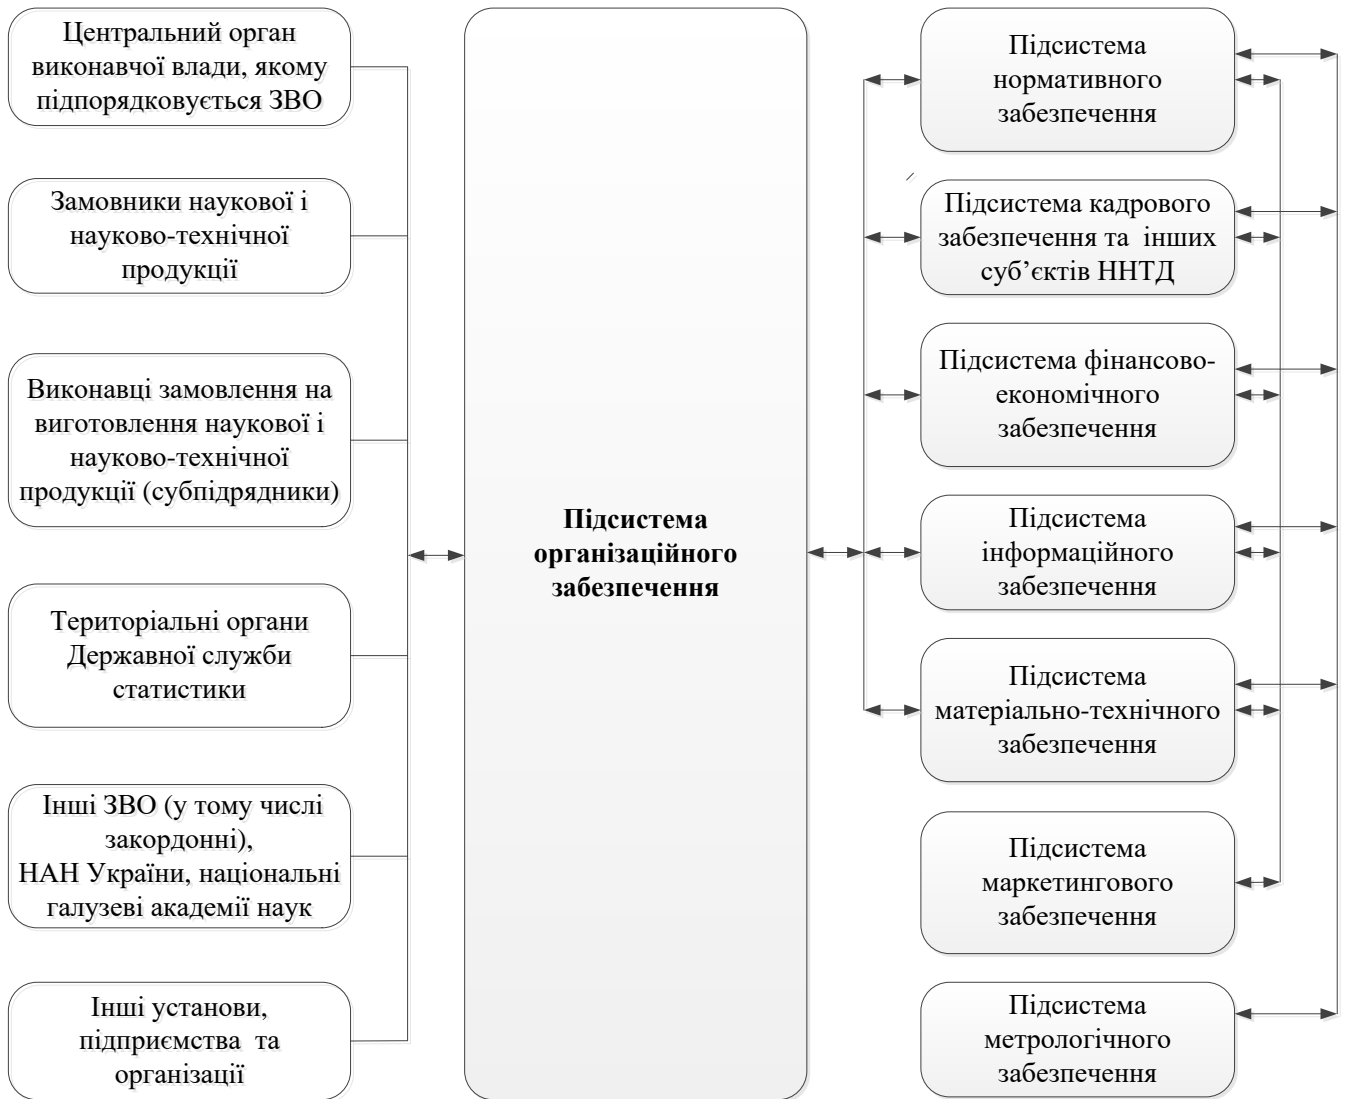 Центральний орган
виконавчої влади, якому
підпорядковується ЗВО
Замовники наукової і
науково-технічної
продукції
Виконавці замовлення на
виготовлення наукової і
науково-технічної
продукції (субпідрядники)
Територіальні органи
Державної служби
статистики
Інші ЗВО (у тому числі
закордонні),
НАН України, національні
галузеві академії наук
Інші установи,
підприємства та
організації
Підсистема
організаційного
забезпечення
Підсистема
нормативного
забезпечення
Підсистема кадрового
забезпечення та інших
суб’єктів ННТД
Підсистема фінансово-
економічного
забезпечення
Підсистема
інформаційного
забезпечення
Підсистема
матеріально-технічного
забезпечення
Підсистема
маркетингового
забезпечення
Підсистема
метрологічного
забезпечення